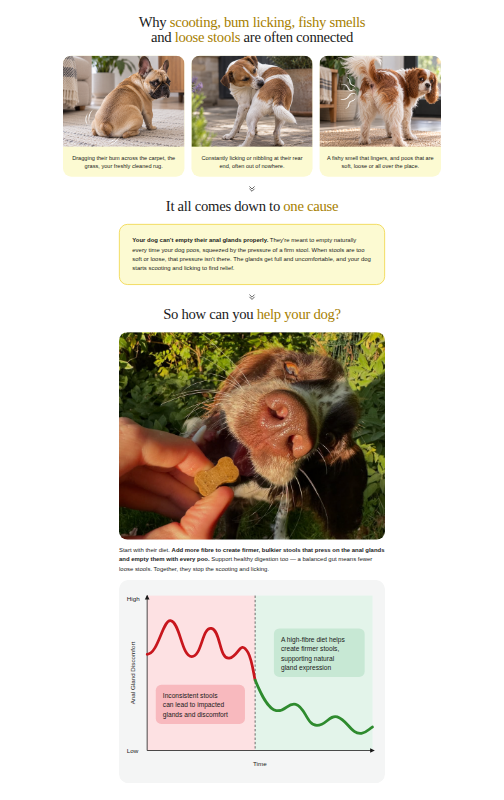 Why scooting, bum licking, fishy smells
and loose stools are often connected
Dragging their bum across the carpet, the
grass, your freshly cleaned rug.
Constantly licking or nibbling at their rear
end, often out of nowhere.
A fishy smell that lingers, and poos that are
soft, loose or all over the place.
It all comes down to one cause
Your dog can't empty their anal glands properly. They're meant to empty naturally
every time your dog poos, squeezed by the pressure of a firm stool. When stools are too
soft or loose, that pressure isn't there. The glands get full and uncomfortable, and your dog
starts scooting and licking to find relief.
So how can you help your dog?
Start with their diet. Add more fibre to create firmer, bulkier stools that press on the anal glands
and empty them with every poo. Support healthy digestion too — a balanced gut means fewer
loose stools. Together, they stop the scooting and licking.
High
Anal Gland Discomfort
Low
Inconsistent stools
can lead to impacted
glands and discomfort
A high-fibre diet helps
create firmer stools,
supporting natural
gland expression
Time